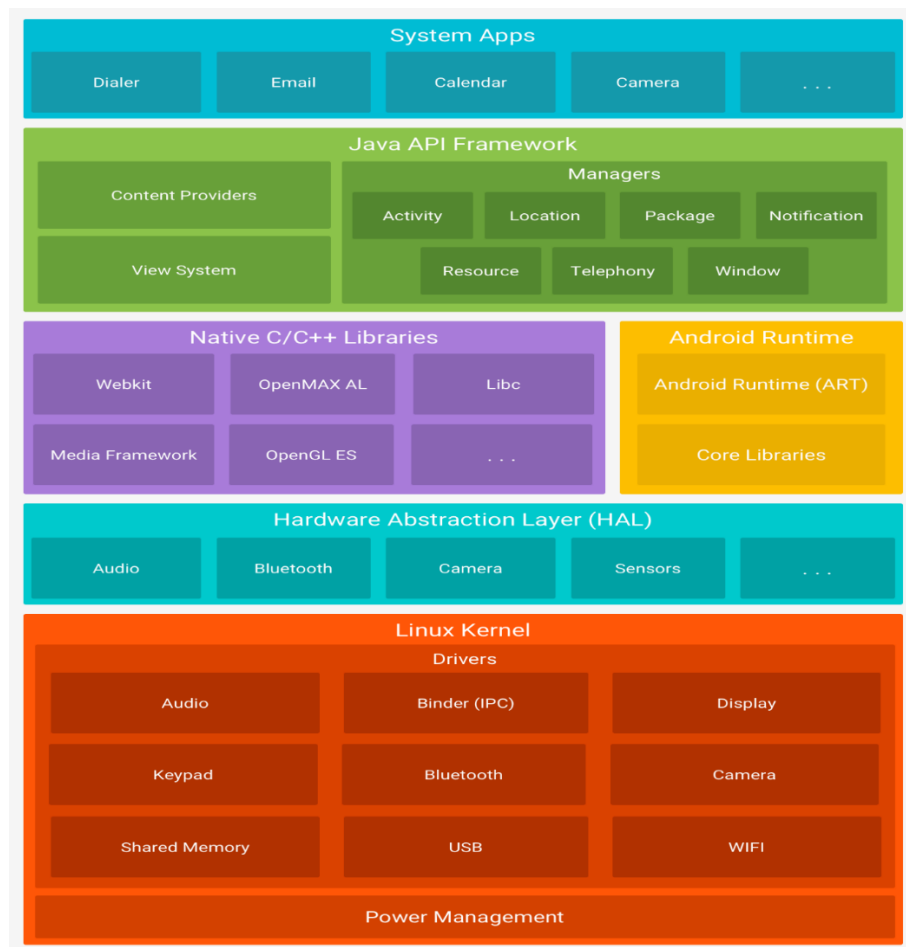 System Apps
Dialer Email Calendar Camera . . .
Java API Framework
Content Providers
View System
Managers
Activity Location Package Notification
Resource Telephony Window
Native C/C++ Libraries
Webkit OpenMAX AL Libc
Media Framework OpenGL ES . . .
Android Runtime
Android Runtime (ART)
Core Libraries
Hardware Abstraction Layer (HAL)
Audio Bluetooth Camera Sensors . . .
Linux Kernel
Drivers
Audio Binder (IPC) Display
Keypad Bluetooth Camera
Shared Memory USB WIFI
Power Management